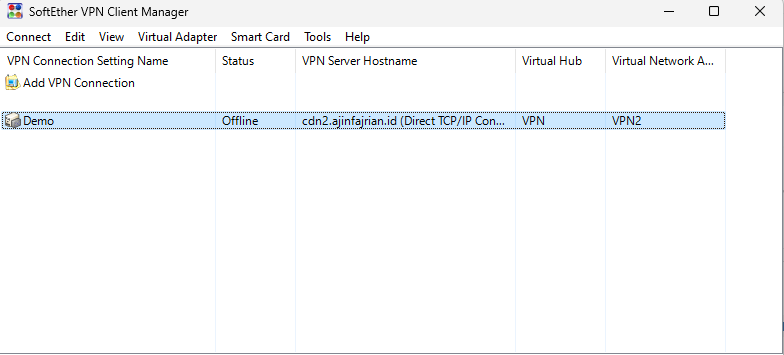 SoftEther VPN Client Manager
Connect Edit View Virtual Adapter Smart Card Tools Help
VPN Connection Setting Name Status VPN Server Hostname Virtual Hub Virtual Network A...
Add VPN Connection
Demo Offline cdn2.ajinfajrian.id (Direct TCP/IP Con... VPN VPN2